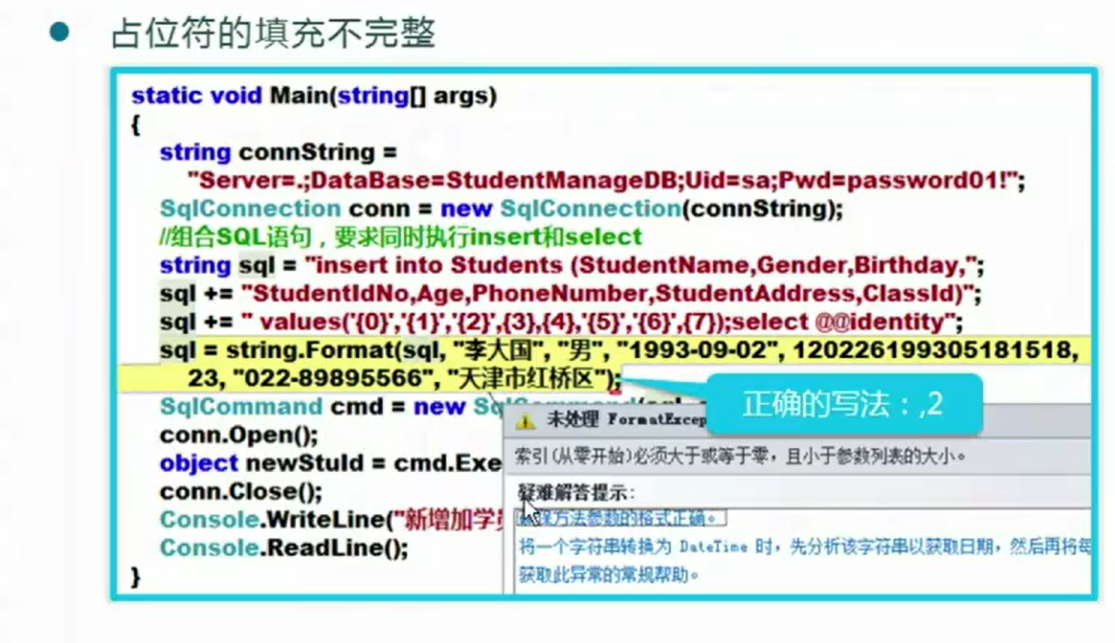 占位符的填充不完整
static void Main(string[] args)
{
string connString =
"Server=.;DataBase=StudentManageDB;Uid=sa;Pwd=password01!";
SqlConnection conn = new SqlConnection(connString);
//组合SQL语句，要求同时执行insert和select
string sql = "insert into Students (StudentName,Gender,Birthday,";
sql += "StudentIdNo,Age,PhoneNumber,StudentAddress,ClassId)";
sql += " values('{0}','{1}','{2}',{3},{4},'{5}','{6}',{7});select @@identity";
sql = string.Format(sql, "李大国", "男", "1993-09-02", 120226199305181518,
23, "022-89895566", "天津市红桥区");
正确的写法：,2
SqlCommand cmd = new
未处理 FormatExcep
conn.Open();
索引(从零开始)必须大于或等于零，且小于参数列表的大小。
object newStuId = cmd.Exe
疑难解答提示:
conn.Close();
保方法参数的格式正确。
Console.WriteLine("新增加学员
将一个字符串转换为 DateTime 时，先分析该字符串以获取日期，然后再将每
Console.ReadLine();
获取此异常的常规帮助。
}